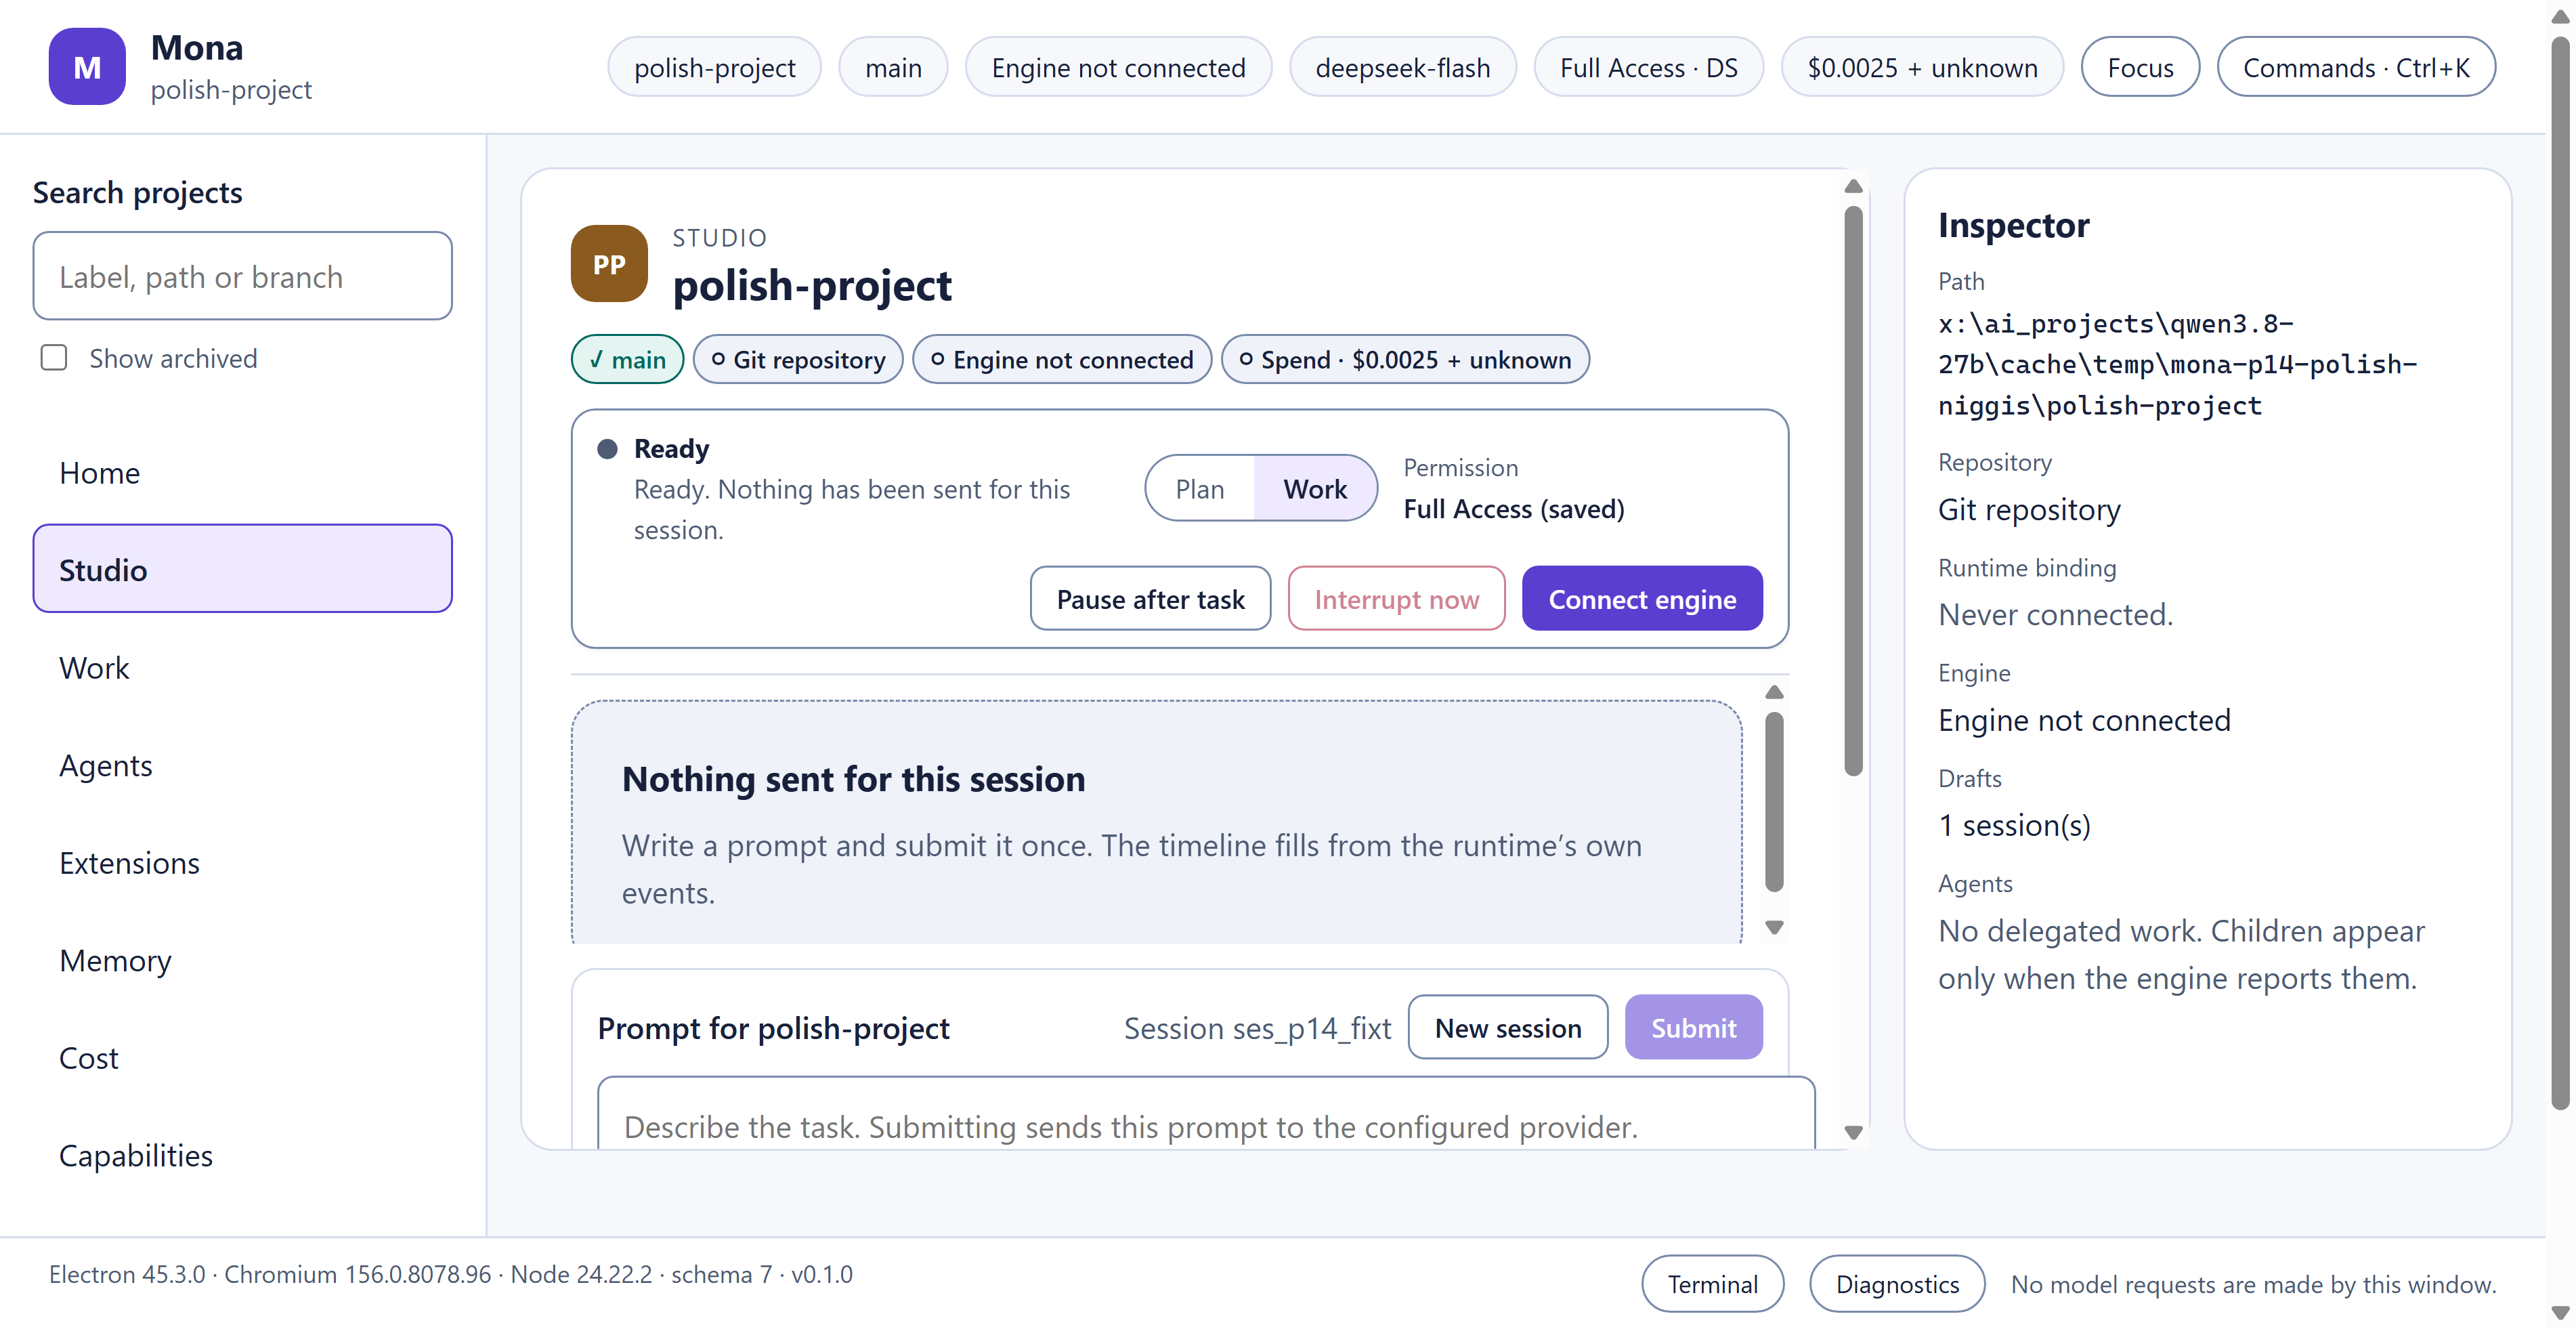 M
Mona
polish-project
polish-project
main
Engine not connected
deepseek-flash
Full Access · DS
$0.0025 + unknown
Focus
Commands · Ctrl+K
Search projects
Label, path or branch
Show archived
Home
Studio
Work
Agents
Extensions
Memory
Cost
Capabilities
PP
STUDIO
polish-project
✓ main
Git repository
Engine not connected
Spend · $0.0025 + unknown
Ready
Ready. Nothing has been sent for this
session.
Plan
Work
Permission
Full Access (saved)
Pause after task
Interrupt now
Connect engine
Nothing sent for this session
Write a prompt and submit it once. The timeline fills from the runtime’s own
events.
Prompt for polish-project
Session ses_p14_fixt
New session
Submit
Describe the task. Submitting sends this prompt to the configured provider.
Inspector
Path
x:\ai_projects\qwen3.8-
27b\cache\temp\mona-p14-polish-
niggis\polish-project
Repository
Git repository
Runtime binding
Never connected.
Engine
Engine not connected
Drafts
1 session(s)
Agents
No delegated work. Children appear
only when the engine reports them.
Electron 45.3.0 · Chromium 156.0.8078.96 · Node 24.22.2 · schema 7 · v0.1.0
Terminal
Diagnostics
No model requests are made by this window.